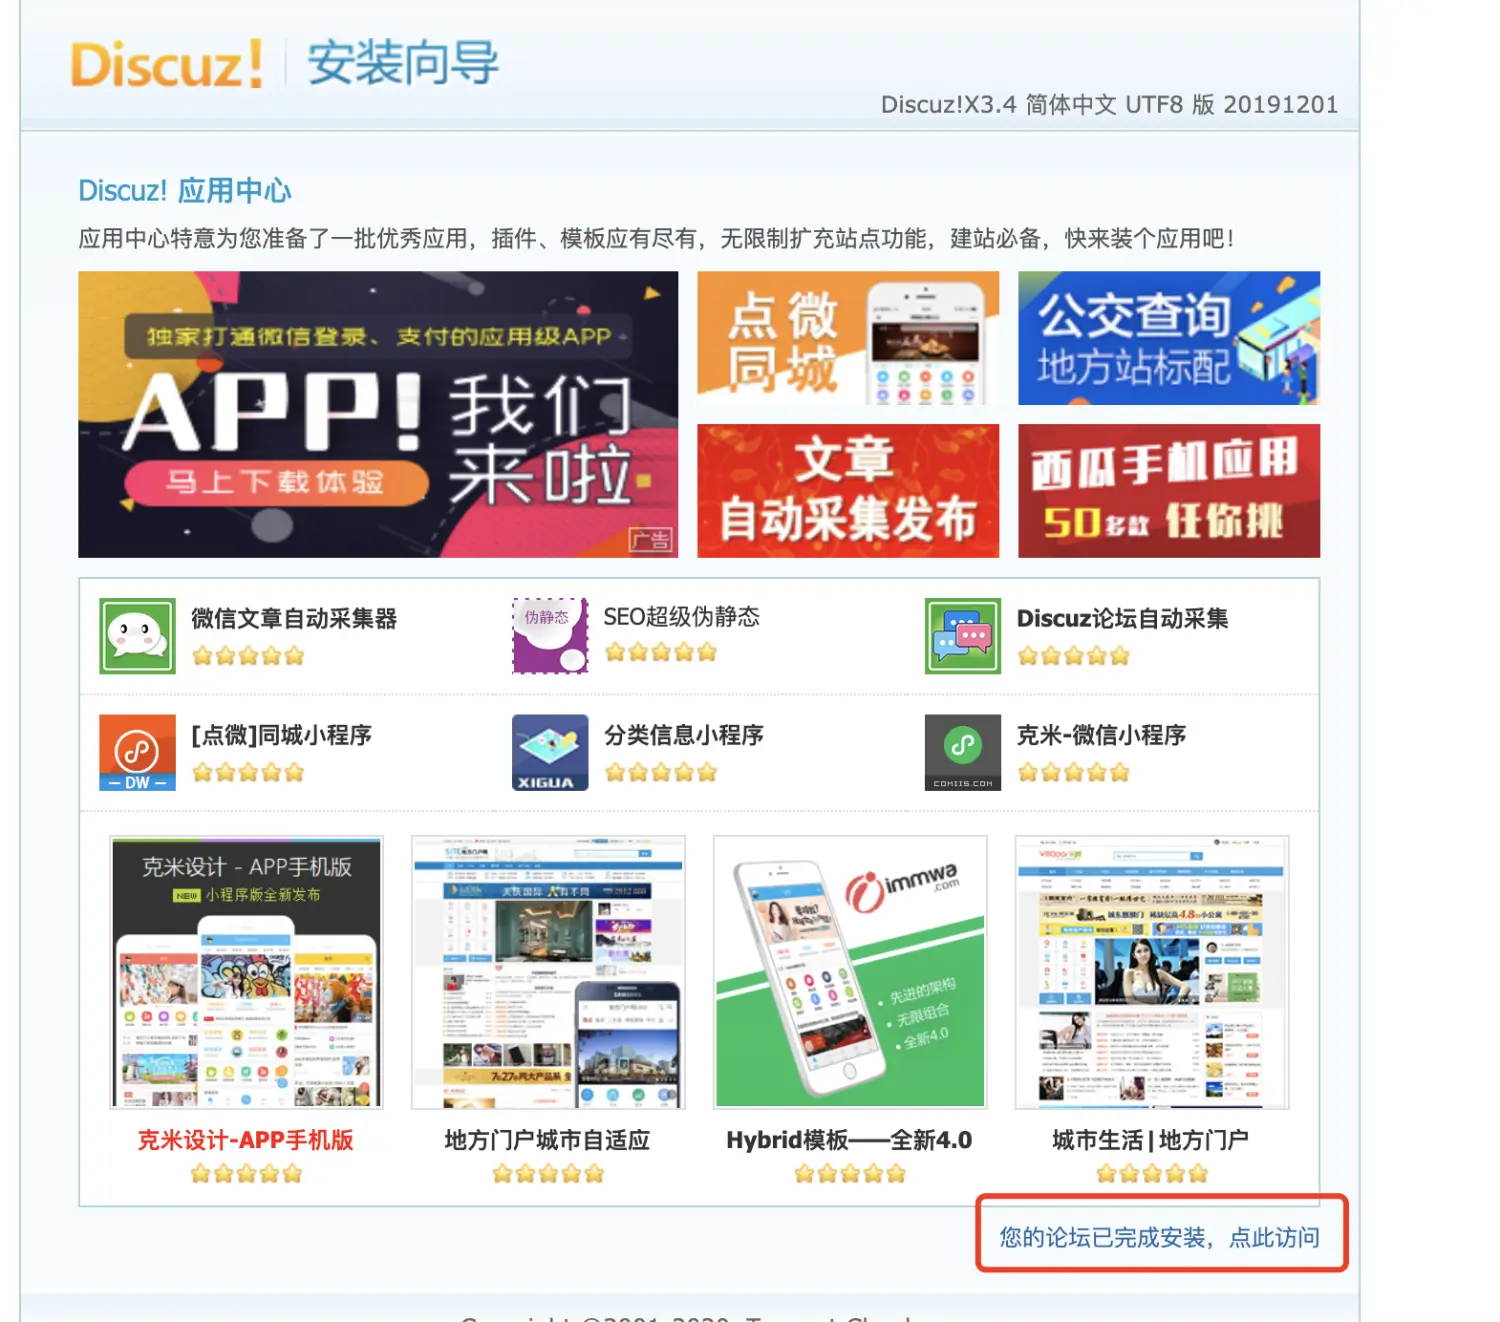 Discuz! 安装向导
Discuz!X3.4 简体中文 UTF8 版 20191201
Discuz! 应用中心
应用中心特意为您准备了一批优秀应用，插件、模板应有尽有，无限制扩充站点功能，建站必备，快来装个应用吧！
独家打通微信登录、支付的应用级APP
APP! 我们来啦
马上下载体验
广告
点微
同城
公交查询
地方站标配
文章
自动采集发布
西瓜手机应用
50多款 任你挑
微信文章自动采集器
伪静态
SEO超级伪静态
Discuz论坛自动采集
DW
[点微]同城小程序
XIGUA
分类信息小程序
COMIIS.COM
克米-微信小程序
克米设计 - APP手机版
NEW 小程序版全新发布
immwa
.com
• 先进的架构
• 无限组合
• 全新4.0
克米设计-APP手机版
地方门户城市自适应
Hybrid模板——全新4.0
城市生活|地方门户
您的论坛已完成安装，点此访问